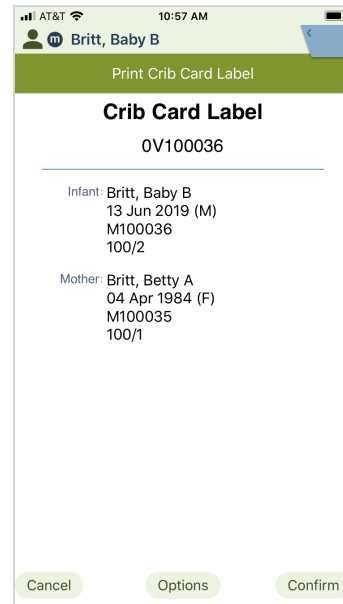 AT&T 10:57 AM
m Britt, Baby B
Print Crib Card Label
Crib Card Label
0V100036
Infant: Britt, Baby B
13 Jun 2019 (M)
M100036
100/2
Mother: Britt, Betty A
04 Apr 1984 (F)
M100035
100/1
Cancel Options Confirm